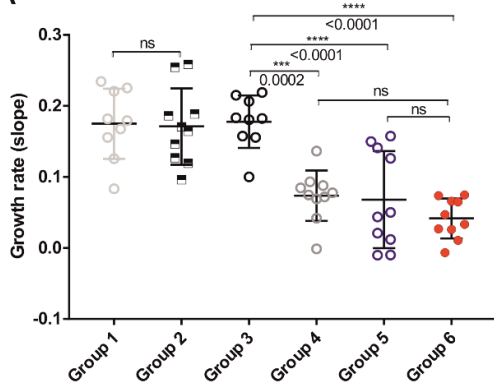 ****
<0.0001
****
<0.0001
***
0.0002
ns
ns
ns
Growth rate (slope)
0.3
0.2
0.1
0.0
-0.1
Group 1
Group 2
Group 3
Group 4
Group 5
Group 6